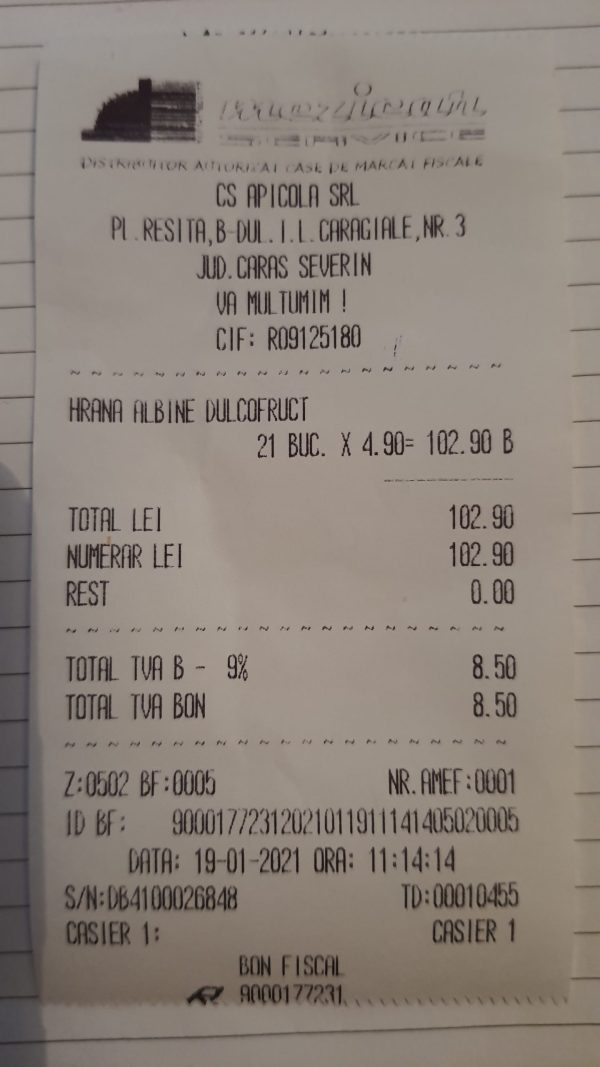 SERVICE
DISTRIBUITOR AUTORIZAT CASE DE MARCAT FISCALE
CS APICOLA SRL
PL.RESITA,B-DUL.I.L.CARAGIALE,NR.3
JUD.CARAS SEVERIN
VA MULTUMIM !
CIF: RO9125180
HRANA ALBINE DULCOFRUCT
21 BUC. X 4.90= 102.90 B
TOTAL LEI 102.90
NUMERAR LEI 102.90
REST 0.00
TOTAL TVA B - 9% 8.50
TOTAL TVA BON 8.50
Z:0502 BF:0005 NR.AMEF:0001
ID BF: 90001772312021011911141405020005
DATA: 19-01-2021 ORA: 11:14:14
S/N:DB4100026848 TD:00010455
CASIER 1: CASIER 1
BON FISCAL
9000177231